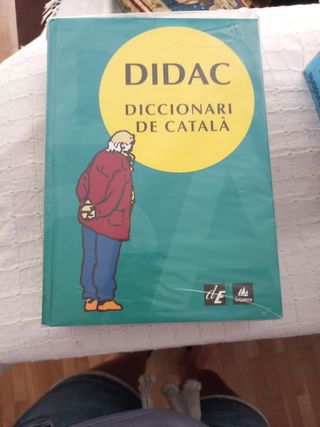 DIDAC
DICCIONARI
DE CATALÀ